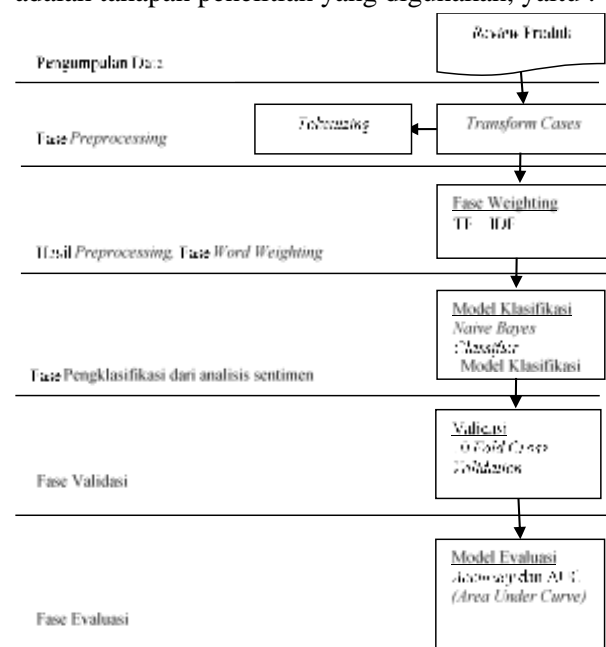 adalah tahapan penelitian yang digunakan, yaitu :
Review Produk
Pengumpulan Data
Tokenizing
Transform Cases
Fase Preprocessing
Fase Weighting
TF IDF
Hasil Preprocessing, Fase Word Weighting
Model Klasifikasi
Naive Bayes
Classifier
Model Klasifikasi
Fase Pengklasifikasi dari analisis sentimen
Validasi
Fold Cross
Validation
Fase Validasi
Model Evaluasi
Accuracy dan AUC
(Area Under Curve)
Fase Evaluasi